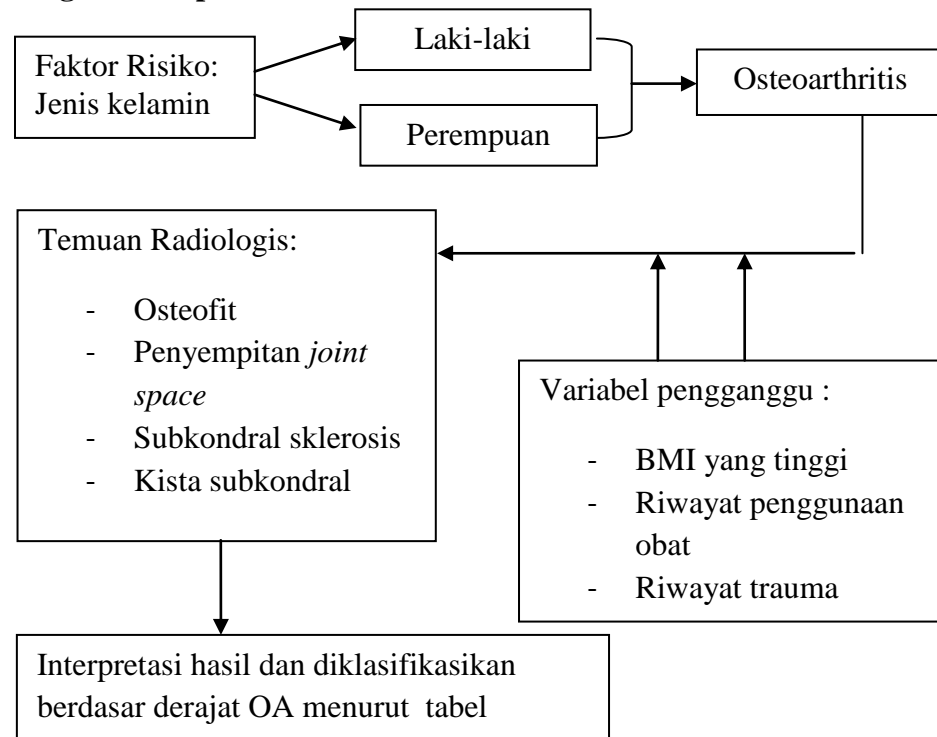 Faktor Risiko:
Jenis kelamin
Laki-laki
Perempuan
Osteoarthritis
Temuan Radiologis:
- Osteofit
- Penyempitan joint
space
- Subkondral sklerosis
- Kista subkondral
Variabel pengganggu :
- BMI yang tinggi
- Riwayat penggunaan
obat
- Riwayat trauma
Interpretasi hasil dan diklasifikasikan
berdasar derajat OA menurut tabel